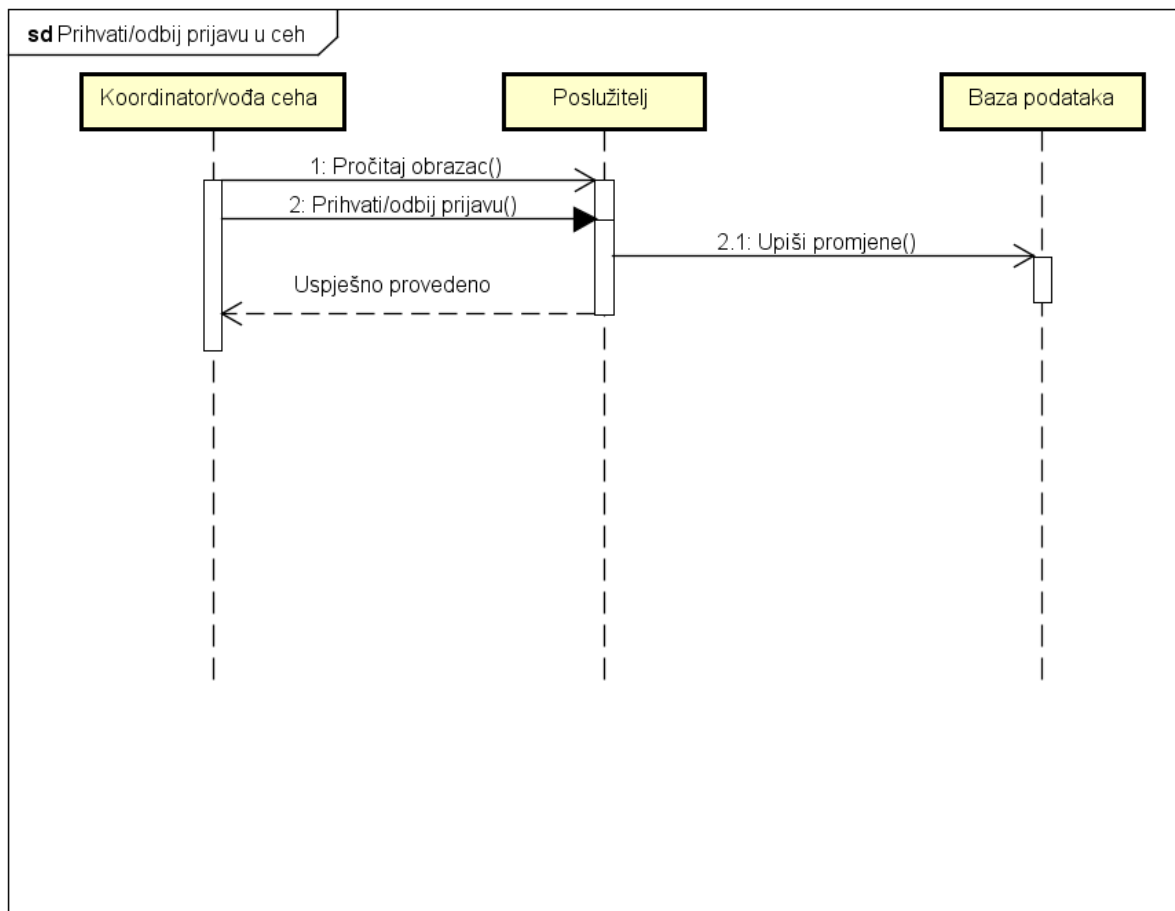 sd Prihvati/odbij prijavu u ceh
Koordinator/vođa ceha
Poslužitelj
Baza podataka
1: Pročitaj obrazac()
2: Prihvati/odbij prijavu()
2.1: Upiši promjene()
Uspješno provedeno